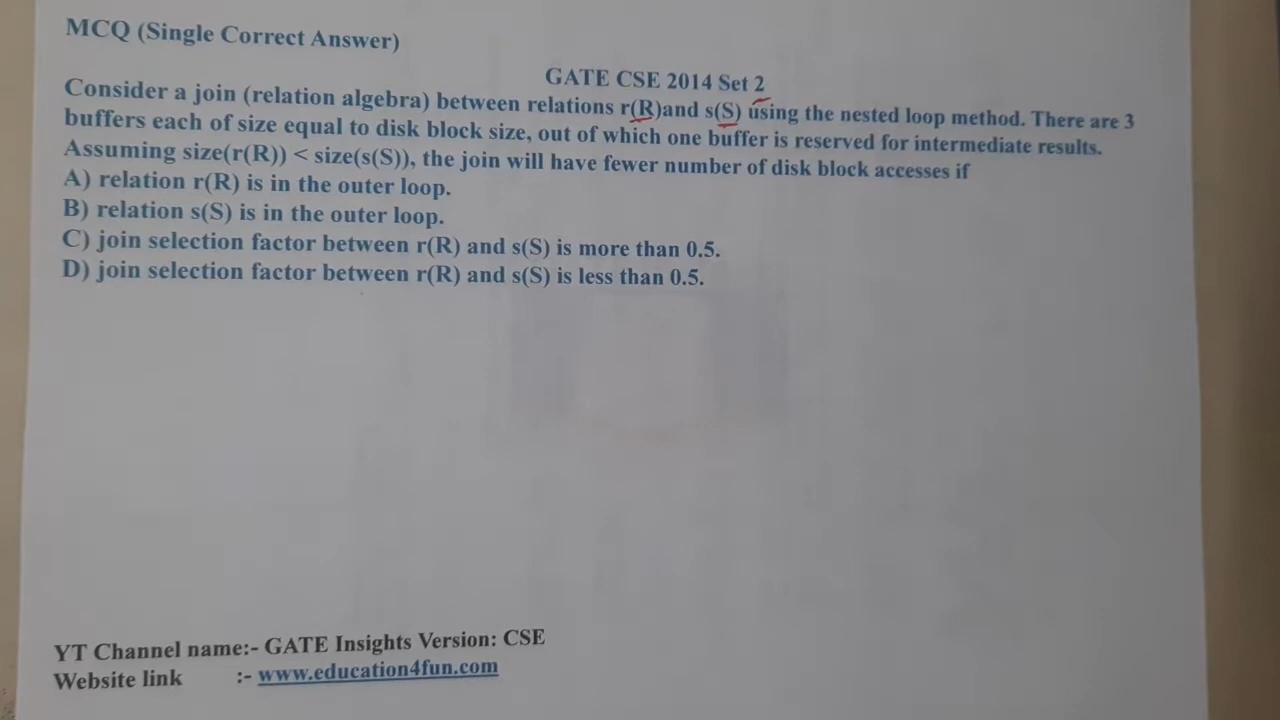 MCQ (Single Correct Answer)
GATE CSE 2014 Set 2
Consider a join (relation algebra) between relations r(R)and s(S) using the nested loop method. There are 3
buffers each of size equal to disk block size, out of which one buffer is reserved for intermediate results.
Assuming size(r(R)) < size(s(S)), the join will have fewer number of disk block accesses if
A) relation r(R) is in the outer loop.
B) relation s(S) is in the outer loop.
C) join selection factor between r(R) and s(S) is more than 0.5.
D) join selection factor between r(R) and s(S) is less than 0.5.
YT Channel name:- GATE Insights Version: CSE
Website link :- www.education4fun.com